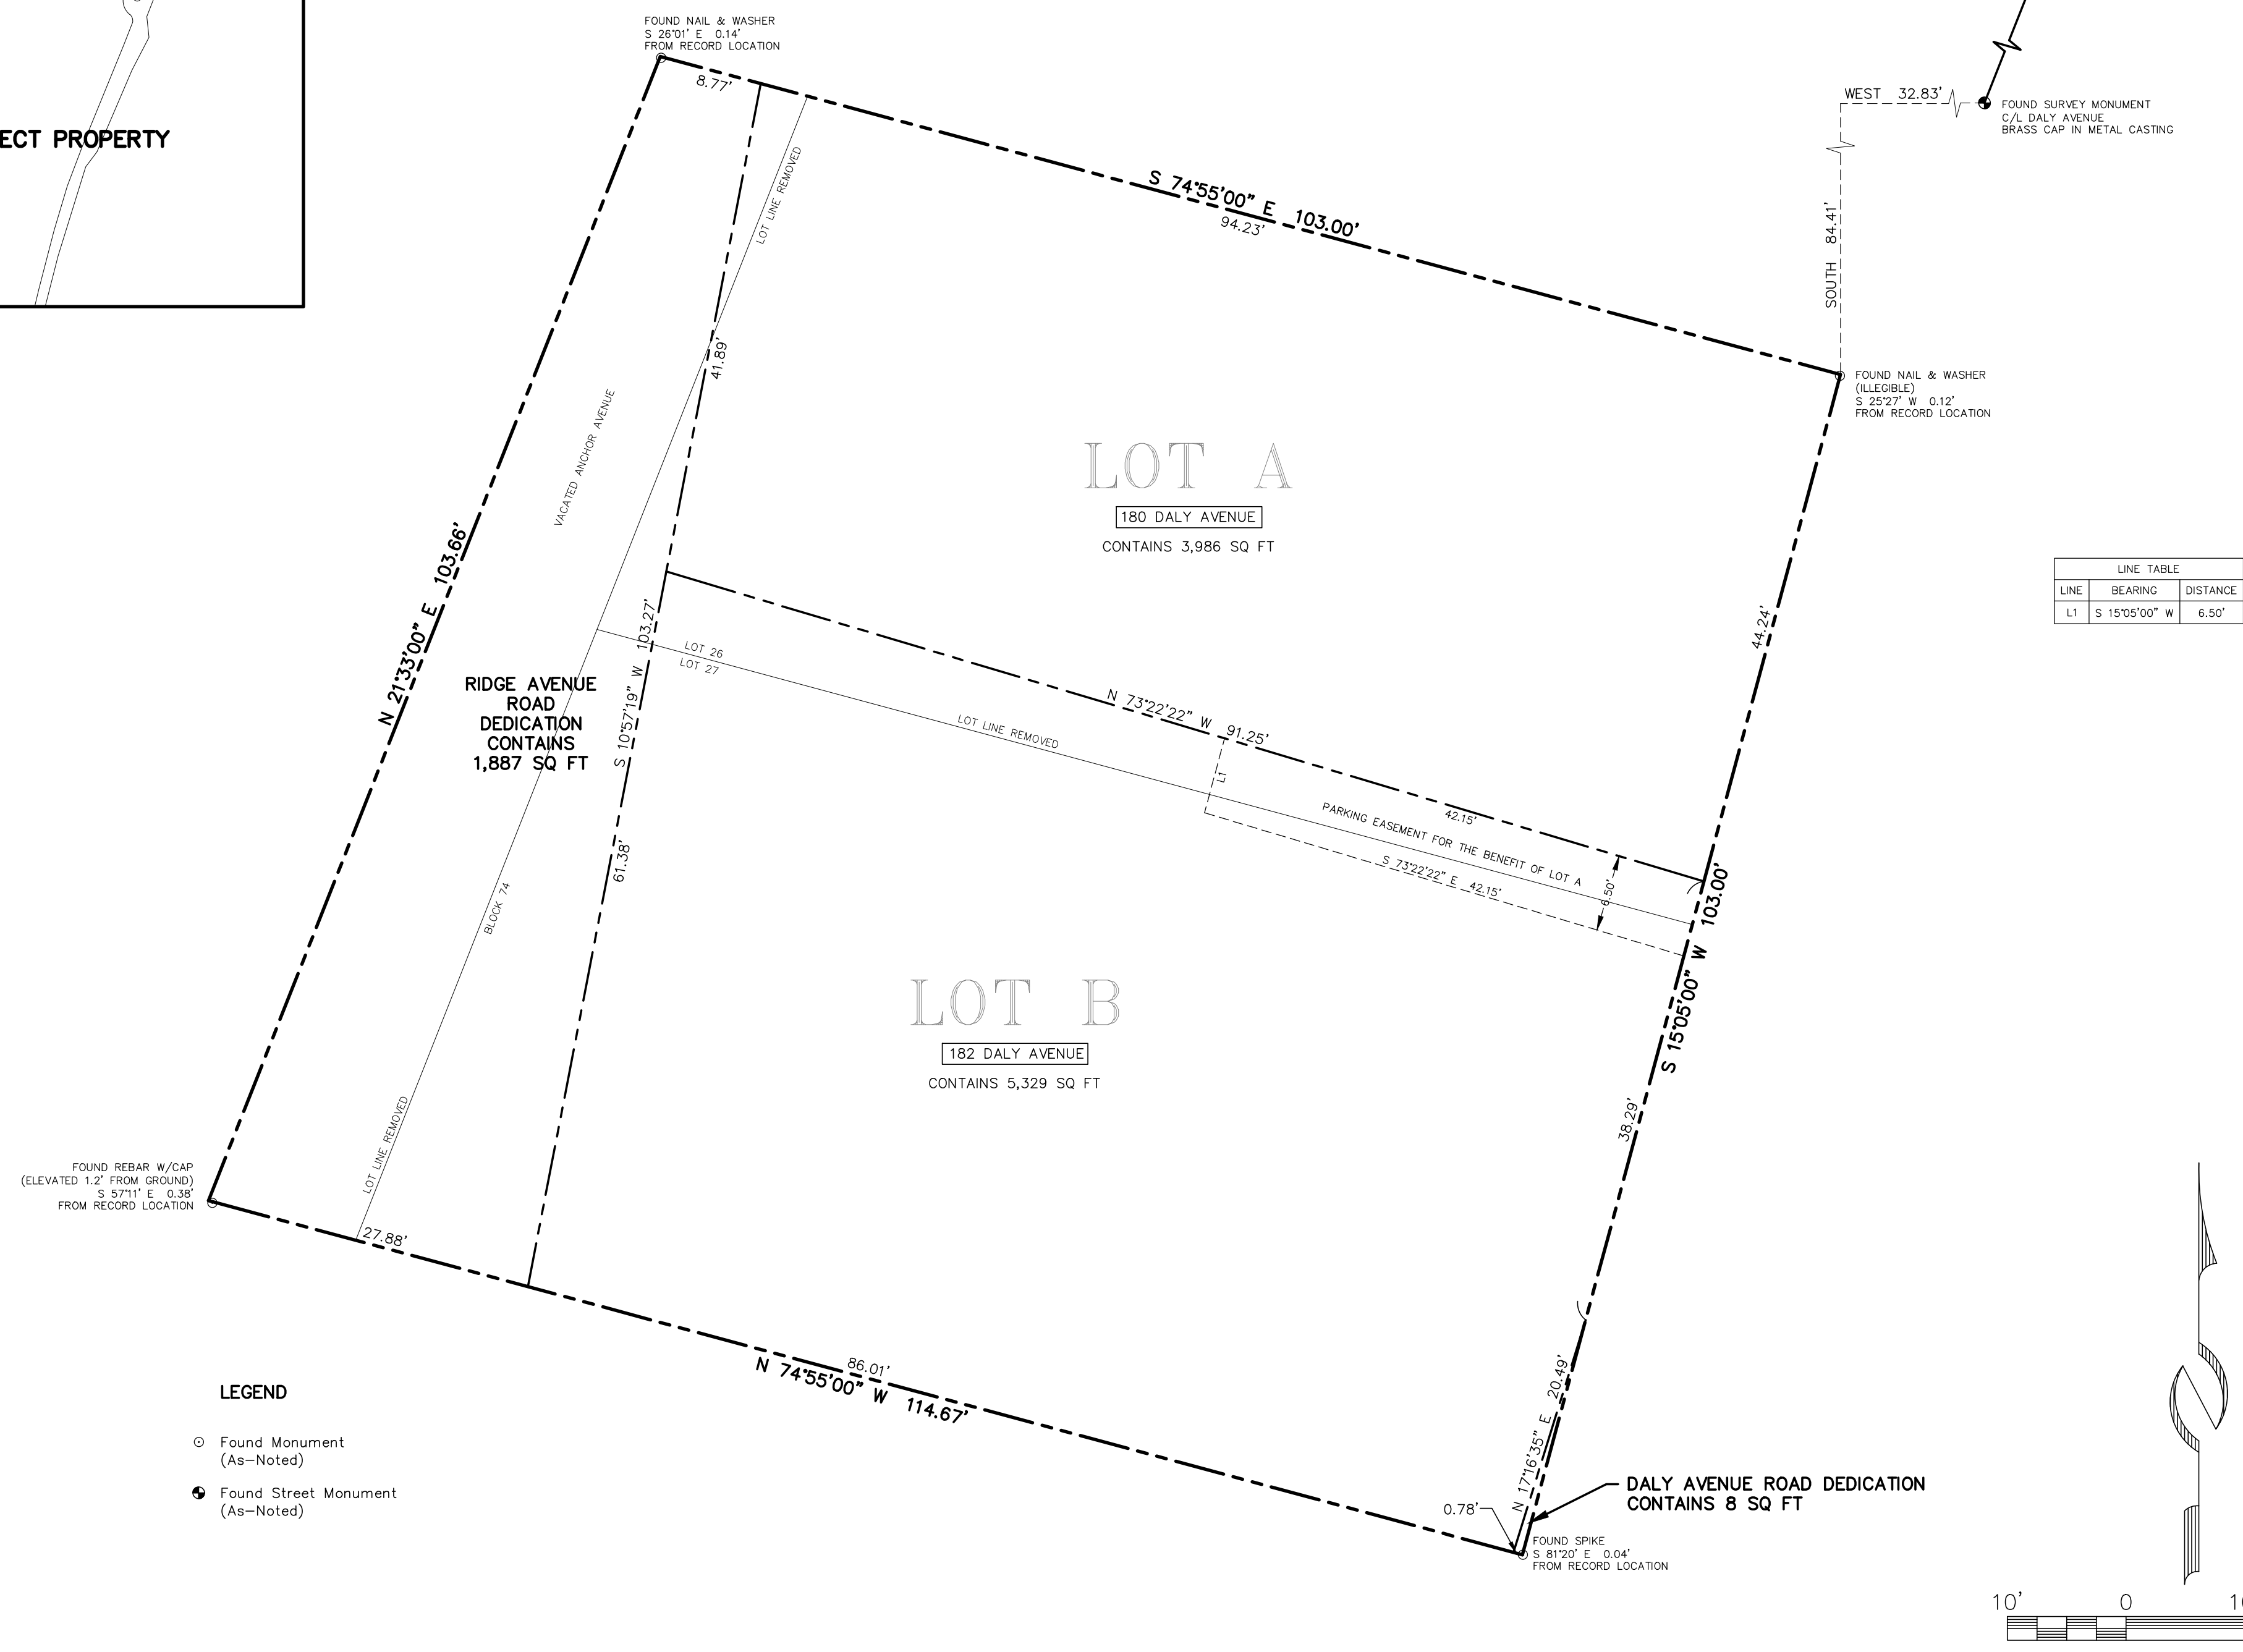 FOUND NAIL & WASHER
S 26°01' E 0.14'
FROM RECORD LOCATION
8.77'
WEST 32.83'
FOUND SURVEY MONUMENT
C/L DALY AVENUE
BRASS CAP IN METAL CASTING
ECT PROPERTY
LOT LINE REMOVED
S 74°55'00" E 103.00'
94.23'
SOUTH 84.41'
41.89'
FOUND NAIL & WASHER
(ILLEGIBLE)
S 25°27' W 0.12'
FROM RECORD LOCATION
VACATED ANCHOR AVENUE
LOT A
180 DALY AVENUE
CONTAINS 3,986 SQ FT
N 21°33'00" E 103.66'
LINE TABLE
LINE BEARING DISTANCE
L1 S 15°05'00" W 6.50'
44.24'
LOT 26
LOT 27
S 10°57'19" W 103.27'
RIDGE AVENUE
ROAD
DEDICATION
CONTAINS
1,887 SQ FT
N 73°22'22" W 91.25'
LOT LINE REMOVED
L1
42.15'
PARKING EASEMENT FOR THE BENEFIT OF LOT A
S 73°22'22" E 42.15'
6.50'
61.38'
BLOCK 74
S 15°05'00" W 103.00'
LOT B
182 DALY AVENUE
CONTAINS 5,329 SQ FT
38.29'
LOT LINE REMOVED
FOUND REBAR W/CAP
(ELEVATED 1.2' FROM GROUND)
S 57°11' E 0.38'
FROM RECORD LOCATION
27.88'
86.01'
N 74°55'00" W 114.67'
N 17°16'35" E 20.49'
LEGEND
Found Monument
(As-Noted)
Found Street Monument
(As-Noted)
0.78'
DALY AVENUE ROAD DEDICATION
CONTAINS 8 SQ FT
FOUND SPIKE
S 81°20' E 0.04'
FROM RECORD LOCATION
10' 0